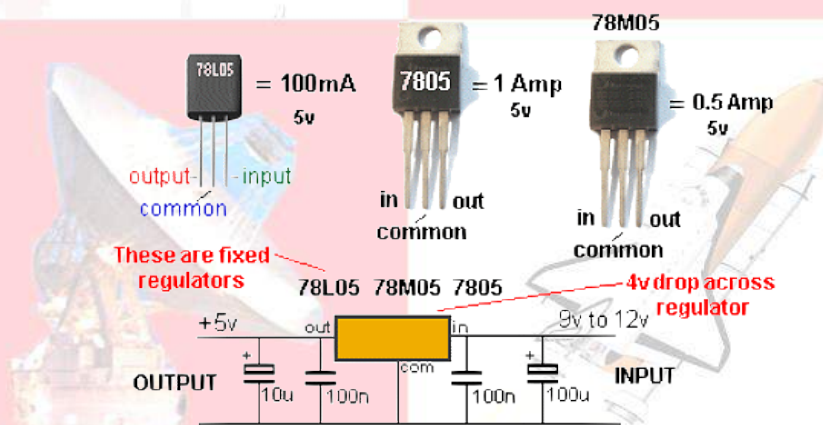 78M05
78L05
= 100mA
5v
7805
= 1 Amp
5v
= 0.5 Amp
5v
output
input
common
in
out
common
in
out
common
These are fixed
regulators
78L05 78M05 7805
4v drop across
regulator
+5v
out
in
9v to 12v
com
OUTPUT
+
10u
100n
100n
+
100u
INPUT